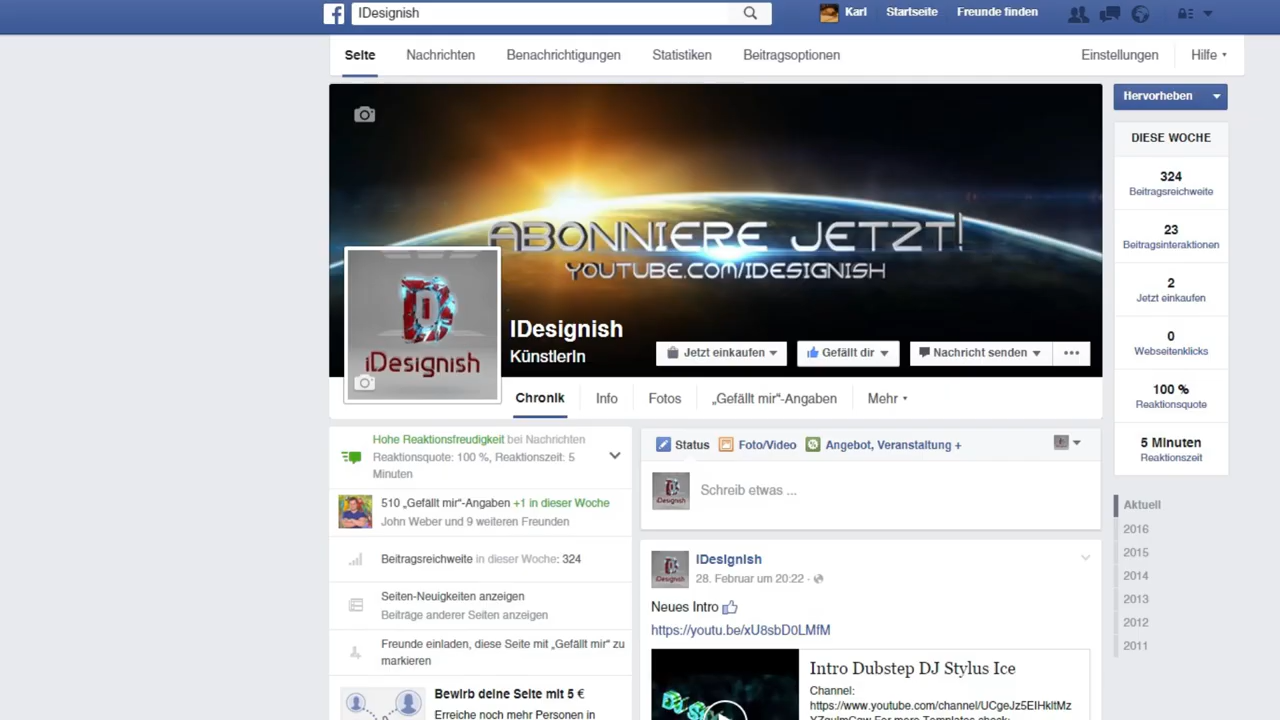 IDesignish
Karl Startseite Freunde finden
Seite Nachrichten Benachrichtigungen Statistiken Beitragsoptionen Einstellungen Hilfe
ABONNIERE JETZT!
YOUTUBE.COM/IDESIGNISH
iDesignish
IDesignish
KünstlerIn
Jetzt einkaufen Gefällt dir Nachricht senden
Chronik Info Fotos „Gefällt mir“-Angaben Mehr
Hervorheben
DIESE WOCHE
324
Beitragsreichweite
23
Beitragsinteraktionen
2
Jetzt einkaufen
0
Webseitenklicks
100 %
Reaktionsquote
5 Minuten
Reaktionszeit
Aktuell
2016
2015
2014
2013
2012
2011
Hohe Reaktionsfreudigkeit bei Nachrichten
Reaktionsquote: 100 %, Reaktionszeit: 5
Minuten
510 „Gefällt mir“-Angaben +1 in dieser Woche
John Weber und 9 weiteren Freunden
Beitragsreichweite in dieser Woche: 324
Seiten-Neuigkeiten anzeigen
Beiträge anderer Seiten anzeigen
Freunde einladen, diese Seite mit „Gefällt mir“ zu
markieren
Bewirb deine Seite mit 5 €
Erreiche noch mehr Personen in
Status Foto/Video Angebot, Veranstaltung +
Schreib etwas ...
IDesignish
28. Februar um 20:22
Neues Intro
https://youtu.be/xU8sbD0LMfM
Intro Dubstep DJ Stylus Ice
Channel:
https://www.youtube.com/channel/UCgeJz5EIHkltMz